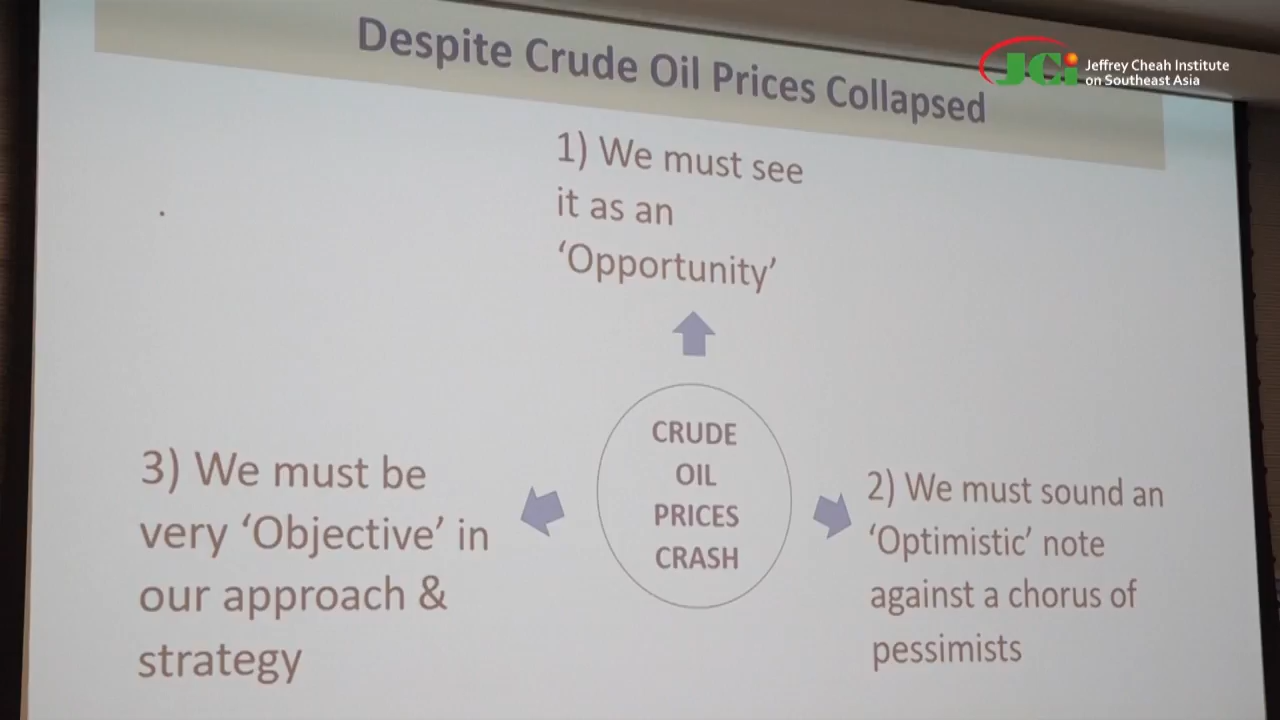 Despite Crude Oil Prices Collapsed
JCi
Jeffrey Cheah Institute
on Southeast Asia
1) We must see
it as an
‘Opportunity’
CRUDE
OIL
PRICES
CRASH
2) We must sound an
‘Optimistic’ note
against a chorus of
pessimists
3) We must be
very ‘Objective’ in
our approach &
strategy